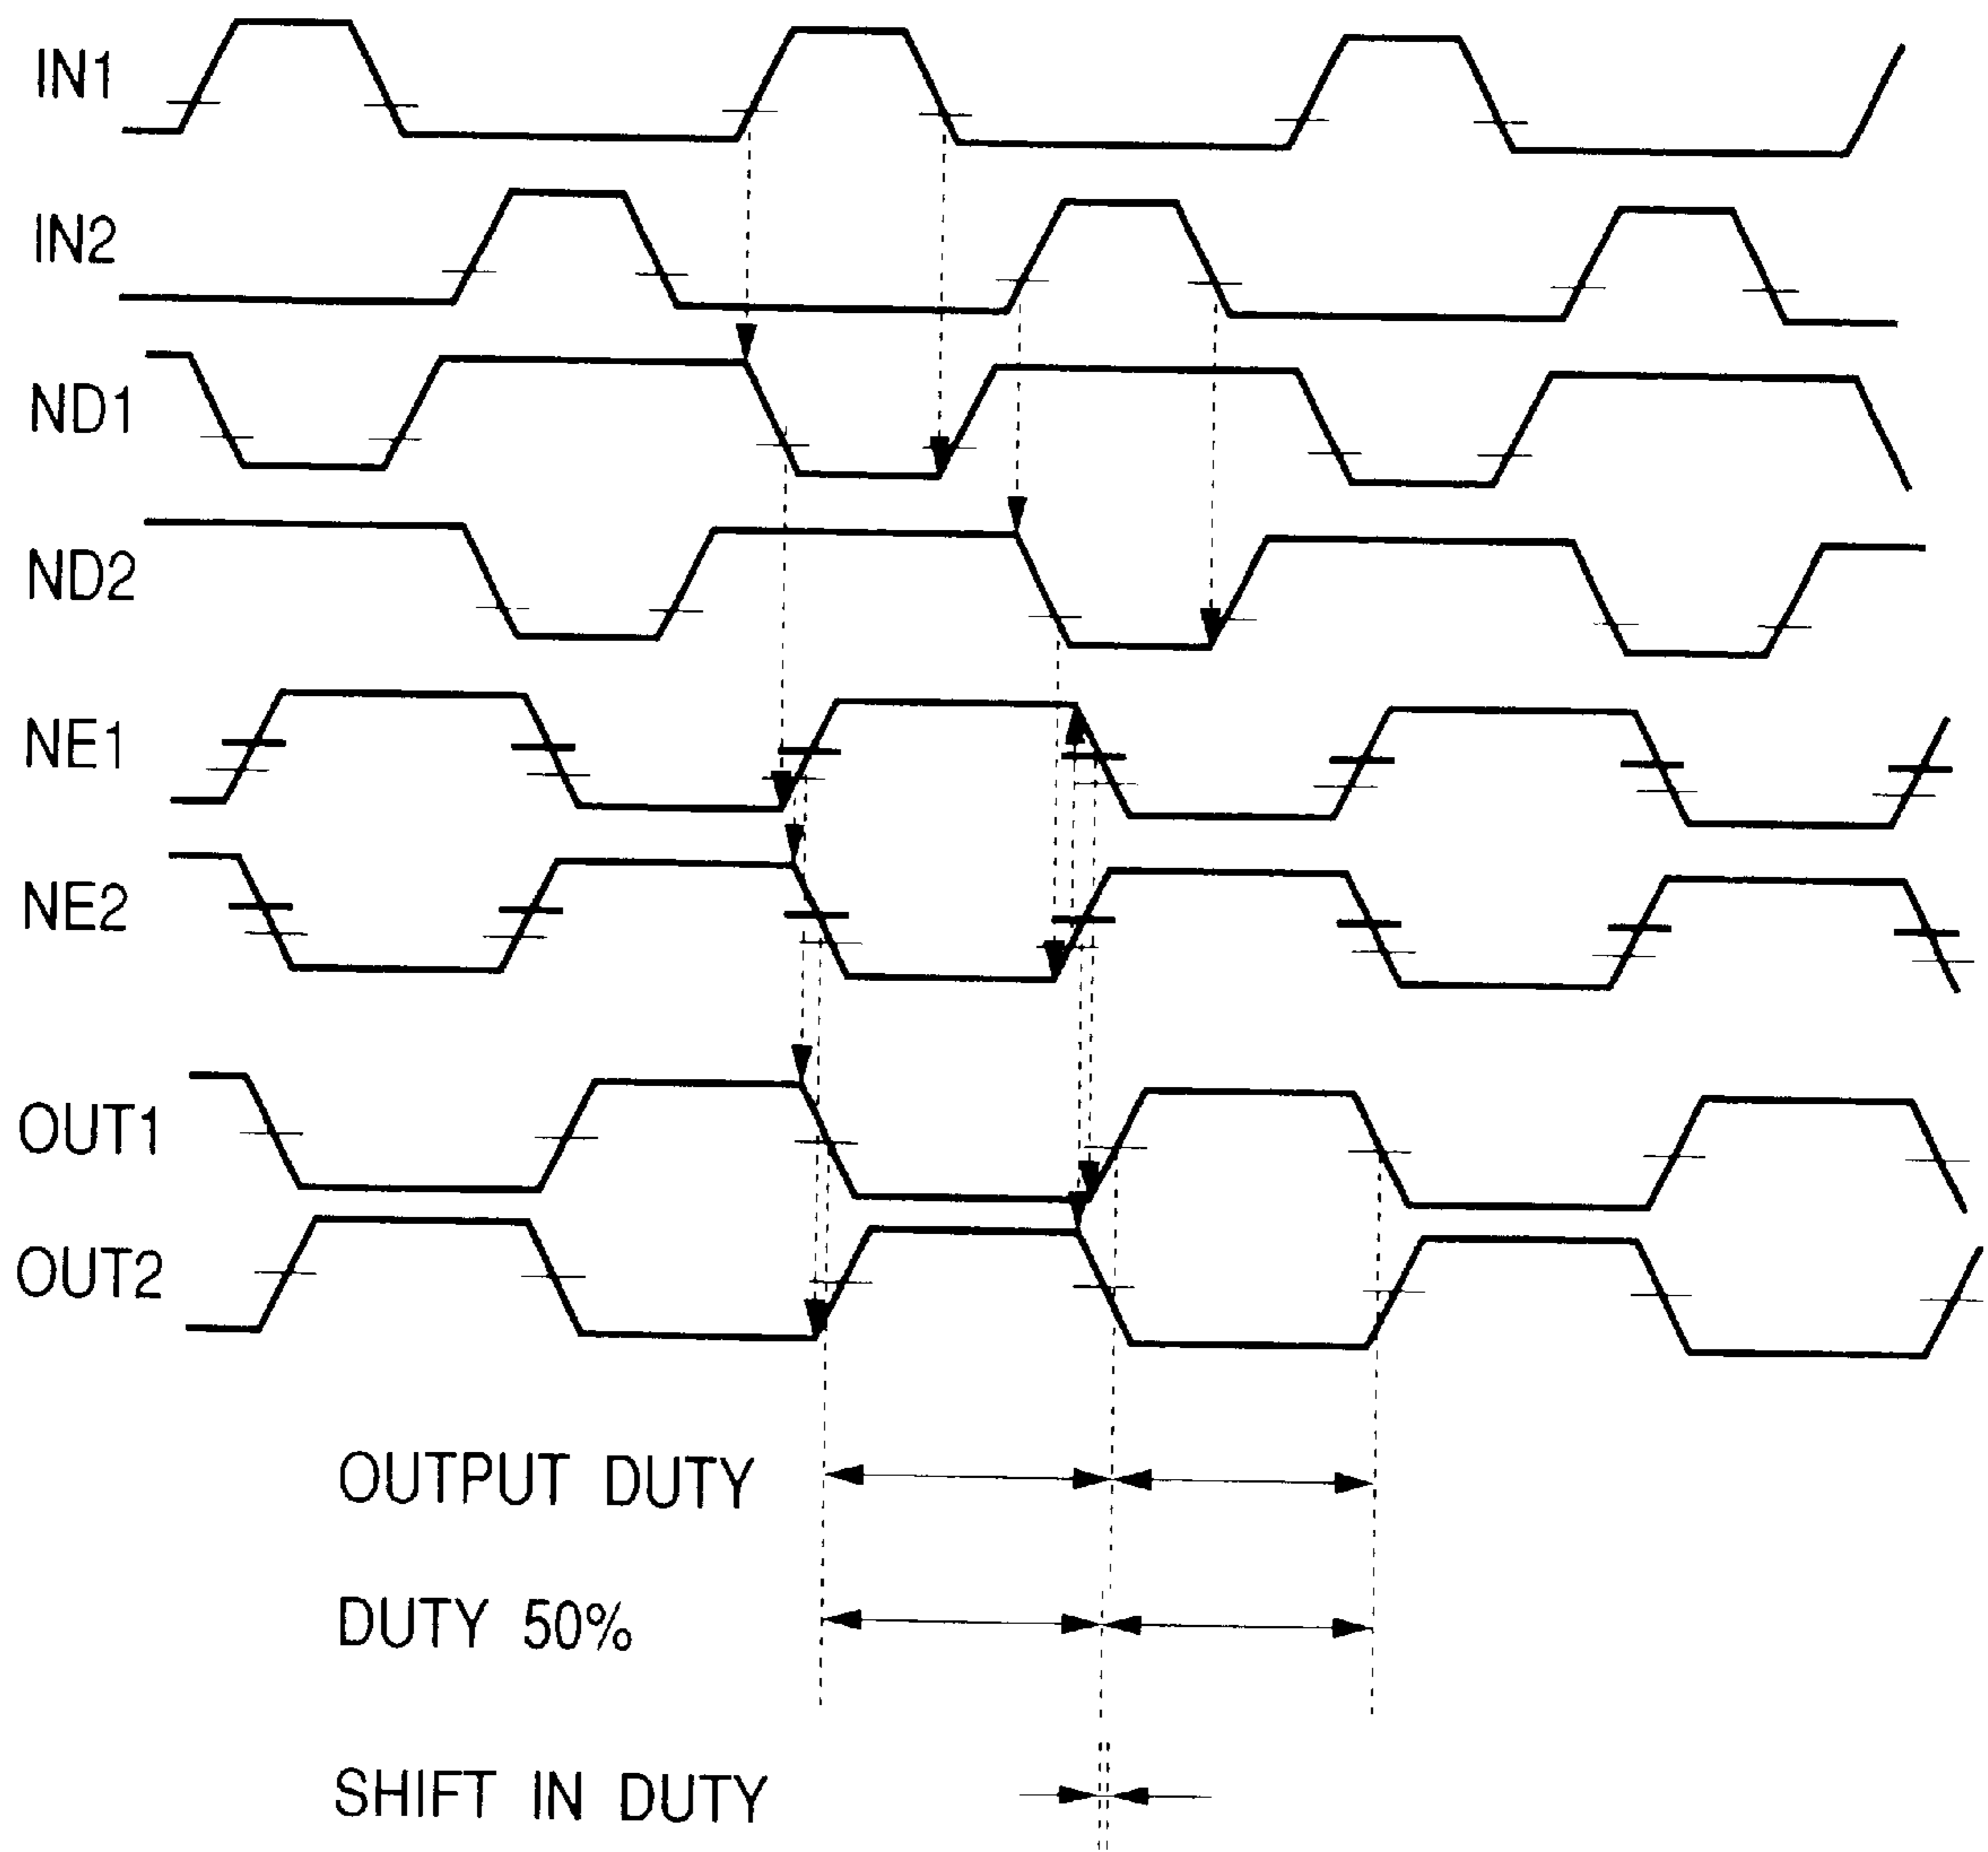 IN1
IN2
ND1
ND2
NE1
NE2
OUT1
OUT2
OUTPUT DUTY
DUTY 50%
SHIFT IN DUTY